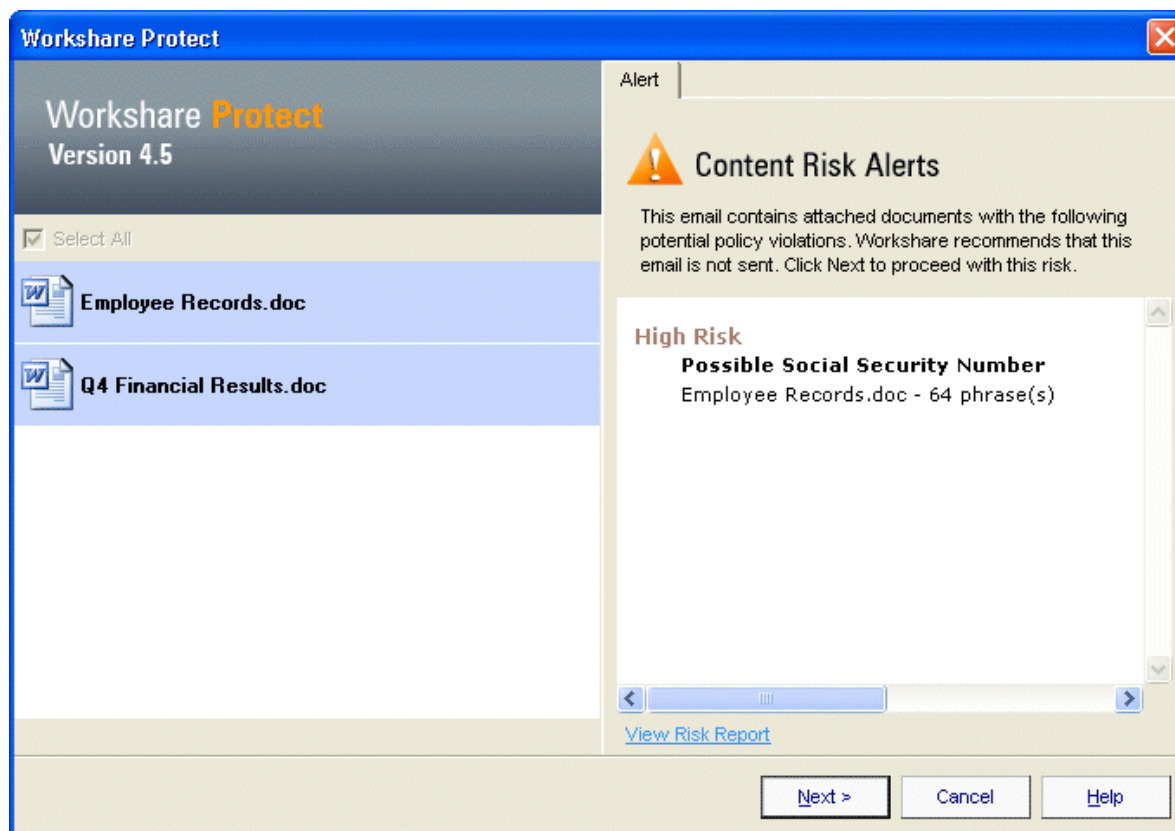 Workshare Protect
Workshare Protect
Version 4.5
Select All
Employee Records.doc
Q4 Financial Results.doc
Alert
Content Risk Alerts
This email contains attached documents with the following
potential policy violations. Workshare recommends that this
email is not sent. Click Next to proceed with this risk.
High Risk
Possible Social Security Number
Employee Records.doc - 64 phrase(s)
View Risk Report
Next >
Cancel
Help